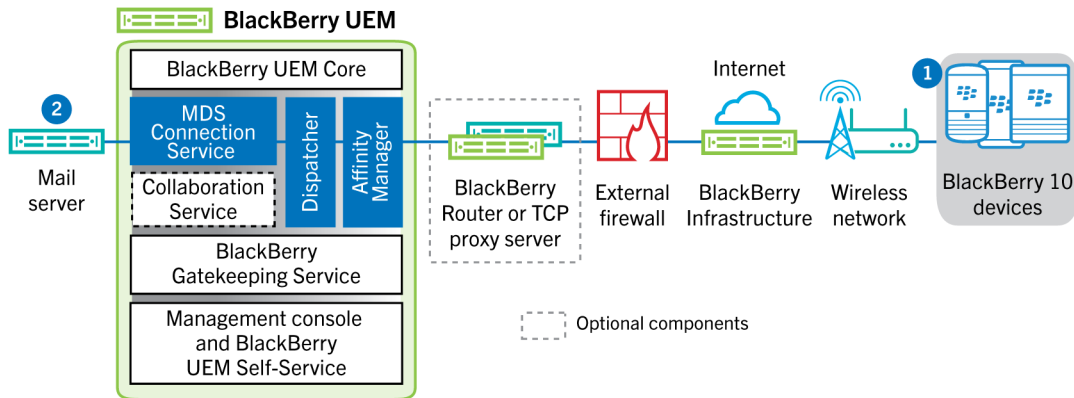 BlackBerry UEM
BlackBerry UEM Core
2
MDS
Connection
Service
Dispatcher
Affinity
Manager
Collaboration
Service
BlackBerry
Gatekeeping Service
Management console
and BlackBerry
UEM Self-Service
Mail
server
BlackBerry
Router or TCP
proxy server
External
firewall
Internet
BlackBerry
Infrastructure
Wireless
network
1
BlackBerry 10
devices
Optional components